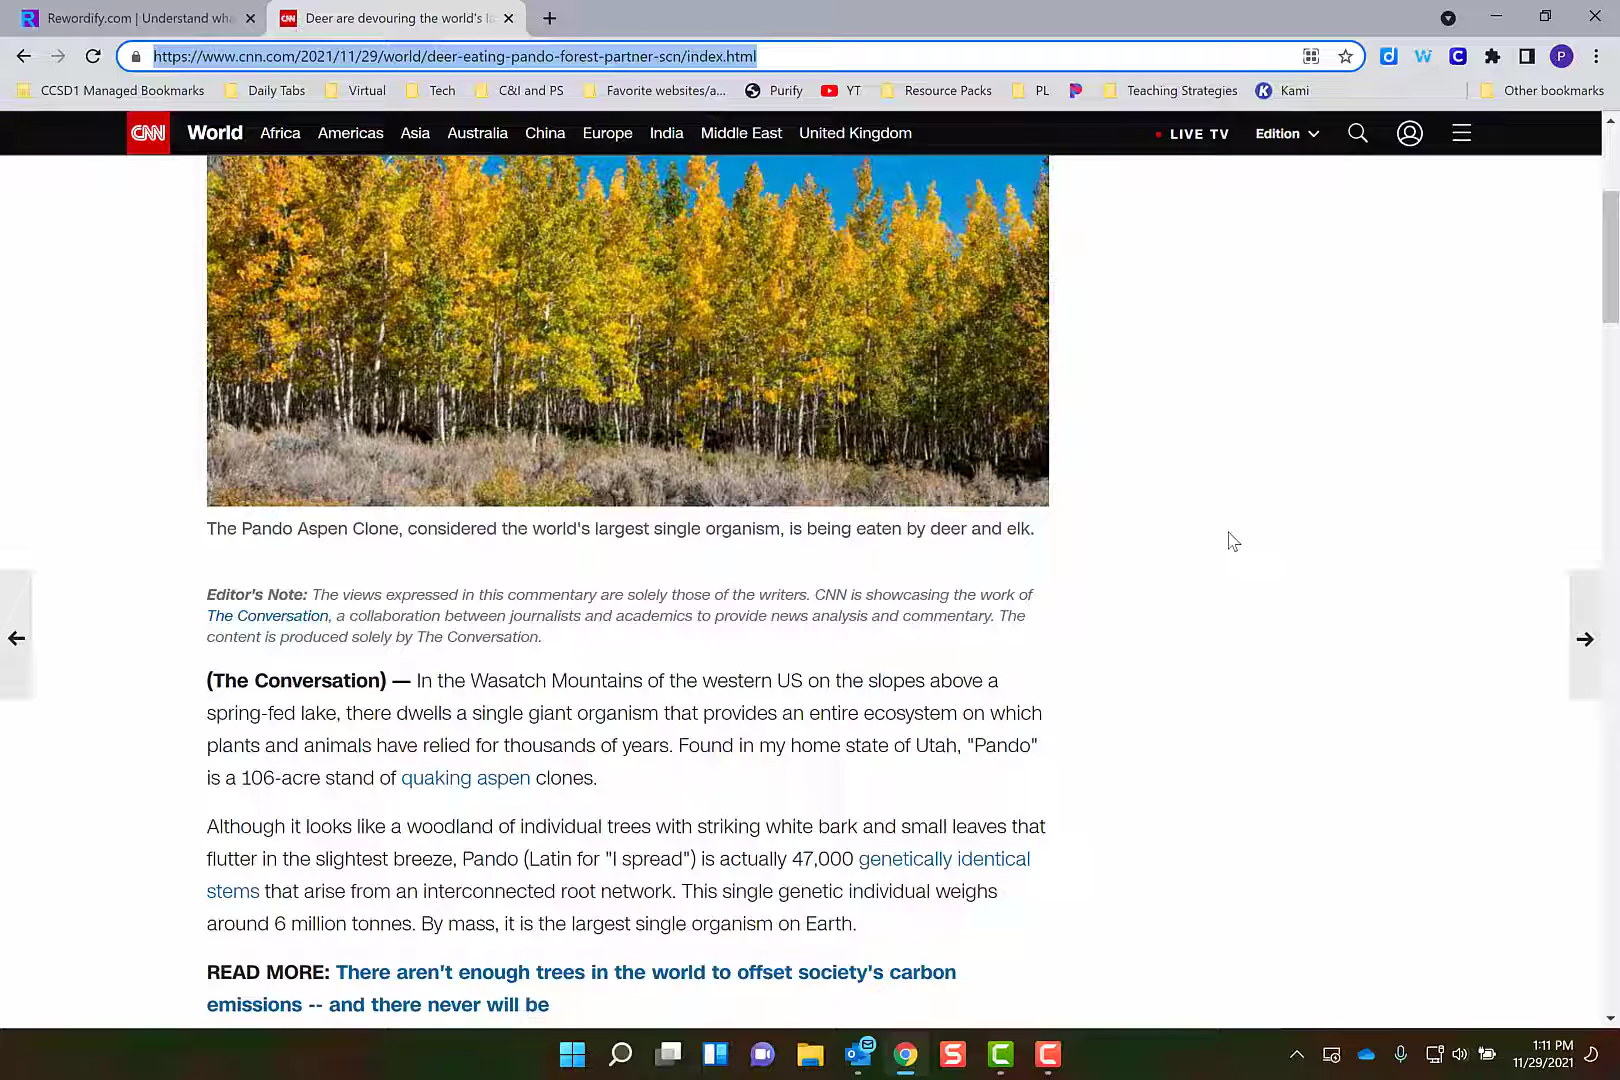 Rewordify.com | Understand wha
Deer are devouring the world's la
https://www.cnn.com/2021/11/29/world/deer-eating-pando-forest-partner-scn/index.html
CCSD1 Managed Bookmarks
Daily Tabs
Virtual
Tech
C&I and PS
Favorite websites/a...
Purify
YT
Resource Packs
PL
Teaching Strategies
Kami
Other bookmarks
CNN World Africa Americas Asia Australia China Europe India Middle East United Kingdom
LIVE TV
Edition
The Pando Aspen Clone, considered the world's largest single organism, is being eaten by deer and elk.
Editor's Note: The views expressed in this commentary are solely those of the writers. CNN is showcasing the work of
The Conversation, a collaboration between journalists and academics to provide news analysis and commentary. The
content is produced solely by The Conversation.
(The Conversation) — In the Wasatch Mountains of the western US on the slopes above a
spring-fed lake, there dwells a single giant organism that provides an entire ecosystem on which
plants and animals have relied for thousands of years. Found in my home state of Utah, "Pando"
is a 106-acre stand of quaking aspen clones.
Although it looks like a woodland of individual trees with striking white bark and small leaves that
flutter in the slightest breeze, Pando (Latin for "I spread") is actually 47,000 genetically identical
stems that arise from an interconnected root network. This single genetic individual weighs
around 6 million tonnes. By mass, it is the largest single organism on Earth.
READ MORE: There aren't enough trees in the world to offset society's carbon
emissions -- and there never will be
1:11 PM
11/29/2021